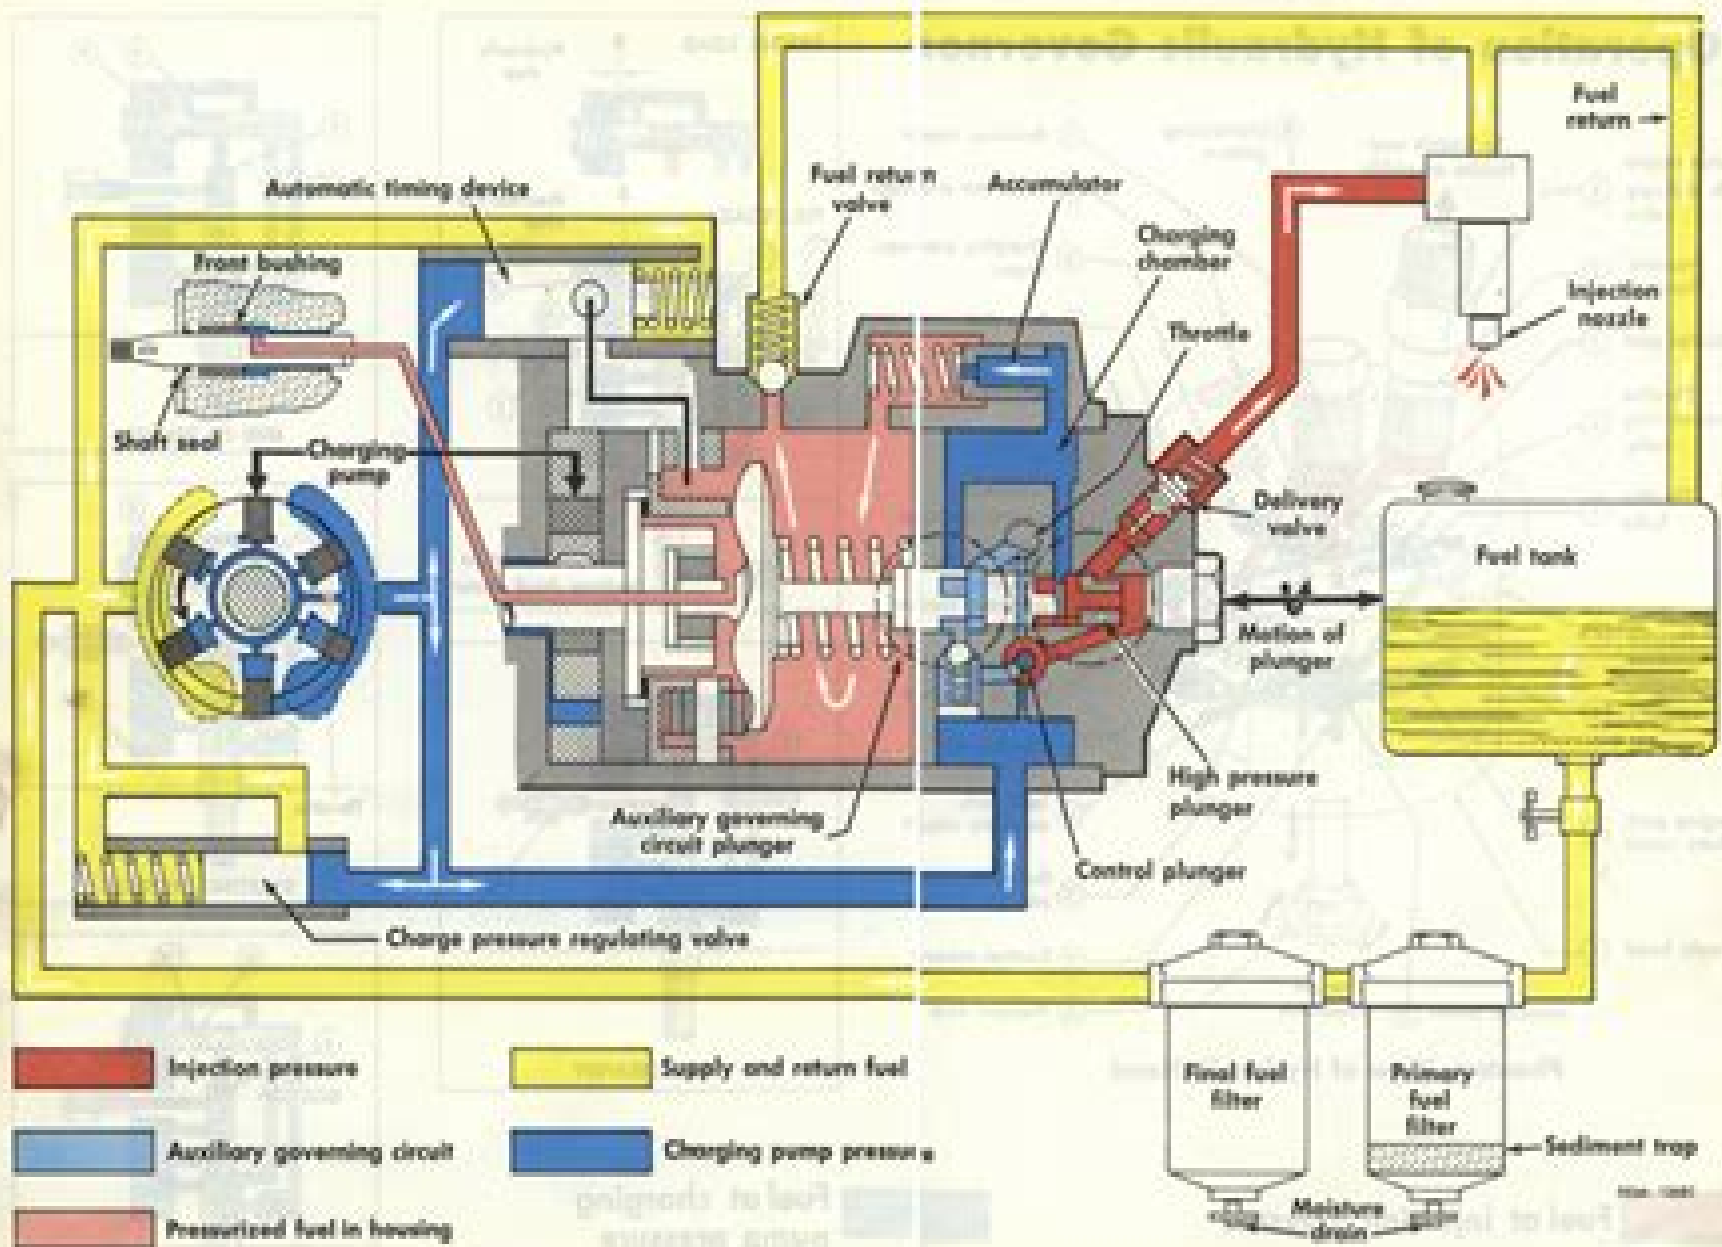 Fuel
return
Automatic timing device
Fuel return
valve
Accumulator
Charging
chamber
Front bushing
Injection
nozzle
Throttle
Shaft seal
Charging
pump
Delivery
valve
Fuel tank
Motion of
plunger
High pressure
plunger
Auxiliary governing
circuit plunger
Control plunger
Charge pressure regulating valve
Injection pressure
Supply and return fuel
Final fuel
filter
Primary
fuel
filter
Auxiliary governing circuit
Charging pump pressure
Sediment trap
Moisture
drain
Pressurized fuel in housing